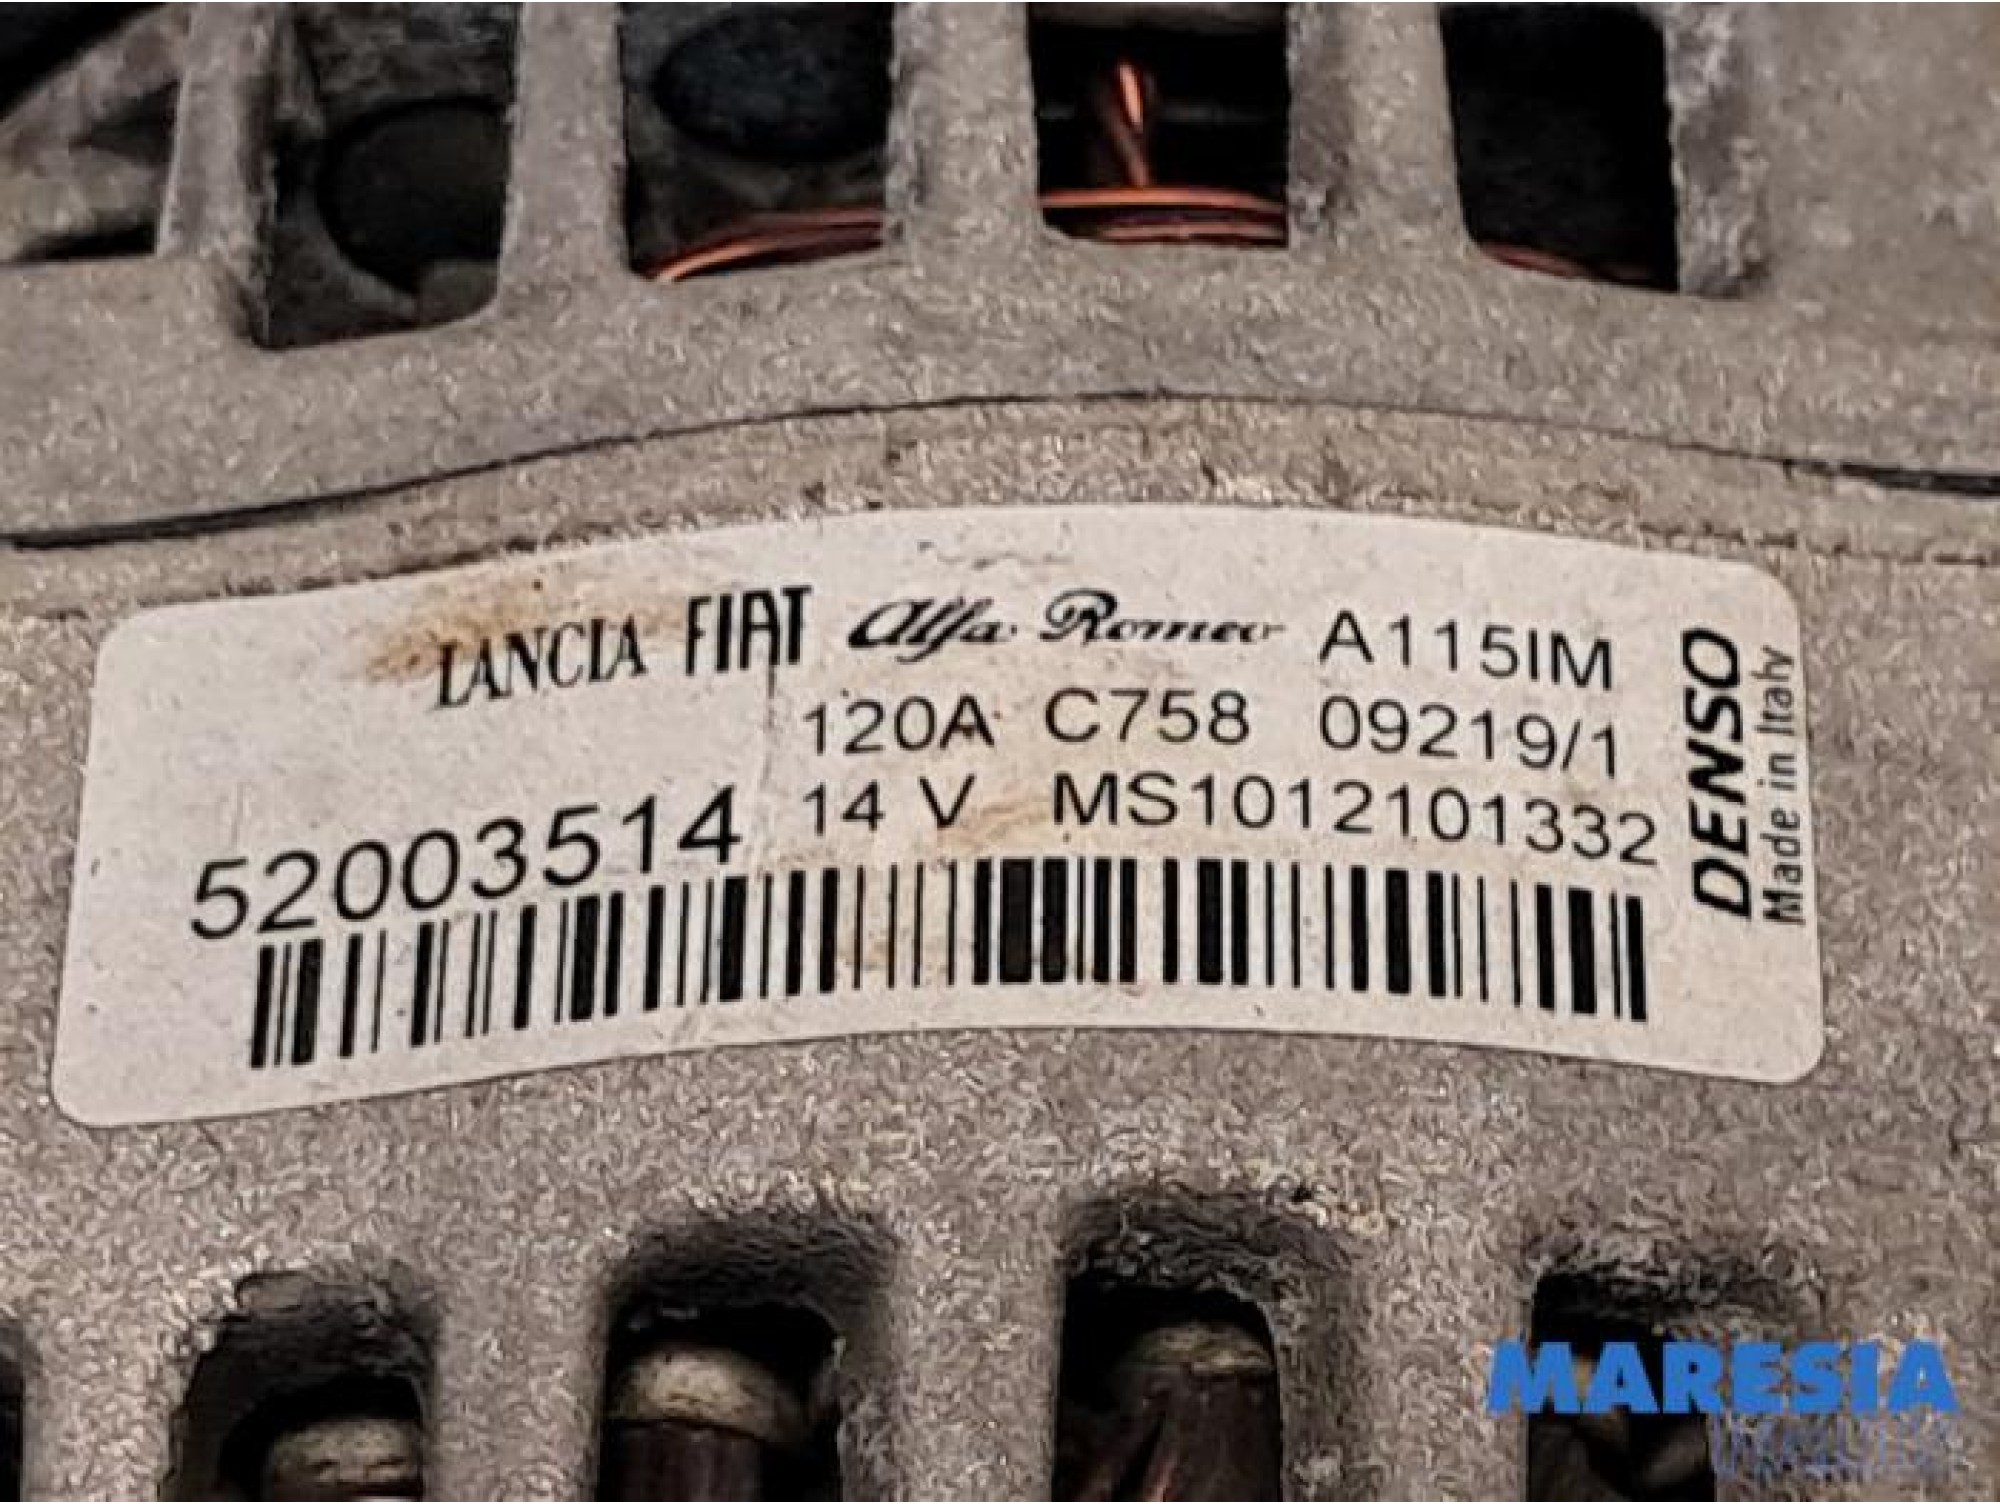 LANCIA FIAT Alfa Romeo A115IM
120A C758 09219/1
14 V MS1012101332
52003514
DENSO
Made in Italy
MARESIA